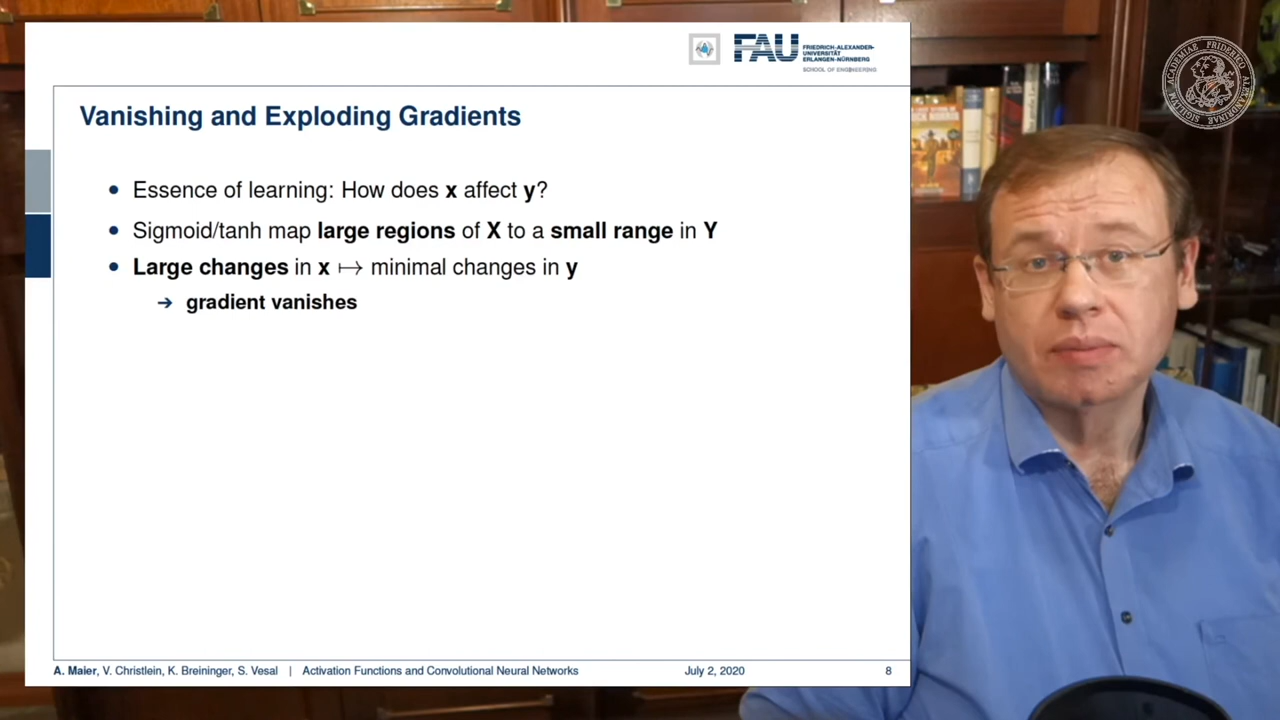 FAU
FRIEDRICH-ALEXANDER-
UNIVERSITÄT
ERLANGEN-NÜRNBERG
SCHOOL OF ENGINEERING
Vanishing and Exploding Gradients
• Essence of learning: How does x affect y?
• Sigmoid/tanh map large regions of X to a small range in Y
• Large changes in x ↦ minimal changes in y
➔ gradient vanishes
A. Maier, V. Christlein, K. Breininger, S. Vesal | Activation Functions and Convolutional Neural Networks July 2, 2020 8